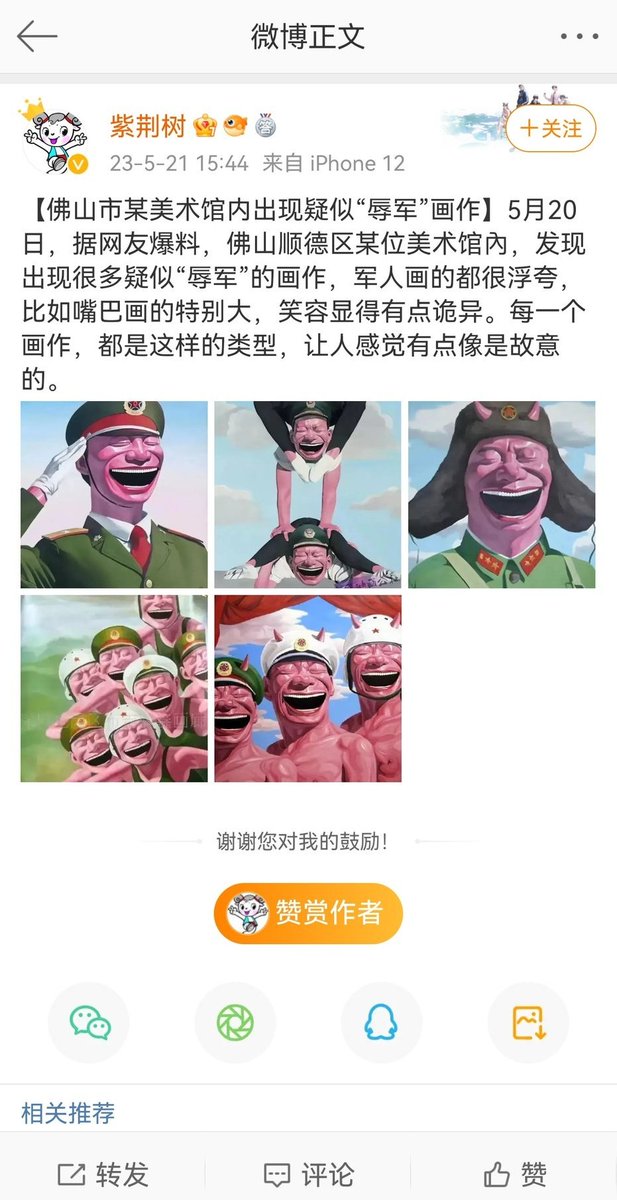 微博正文
紫荆树
+关注
23-5-21 15:44 来自 iPhone 12
【佛山市某美术馆内出现疑似“辱军”画作】5月20
日，据网友爆料，佛山顺德区某位美术馆內，发现
出现很多疑似“辱军”的画作，军人画的都很浮夸，
比如嘴巴画的特别大，笑容显得有点诡异。每一个
画作，都是这样的类型，让人感觉有点像是故意
的。
谢谢您对我的鼓励！
赞赏作者
相关推荐
转发
评论
赞